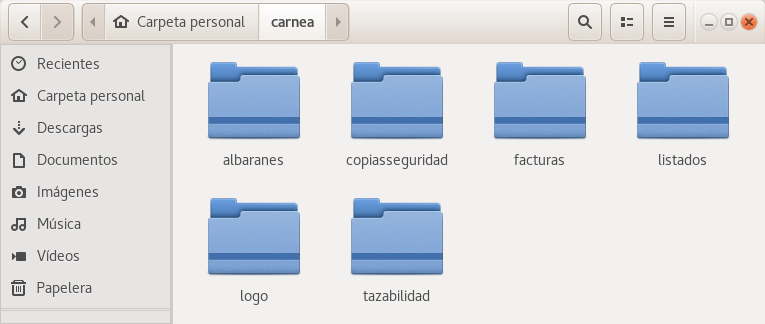 Carpeta personal
carnea
Recientes
Carpeta personal
Descargas
Documentos
Imágenes
Música
Vídeos
Papelera
albaranes
copiasseguridad
facturas
listados
logo
tazabilidad